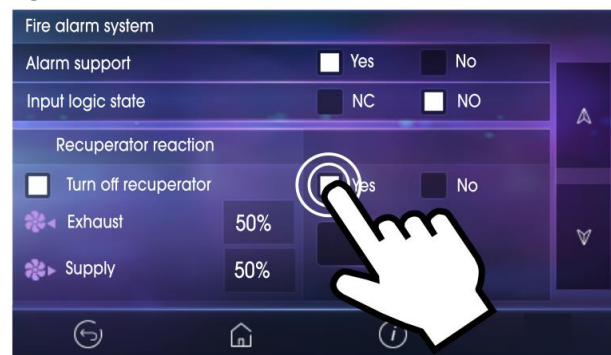 Fire alarm system
Alarm support Yes No
Input logic state NC NO
Recuperator reaction
Turn off recuperator Yes No
Exhaust 50%
Supply 50%
i